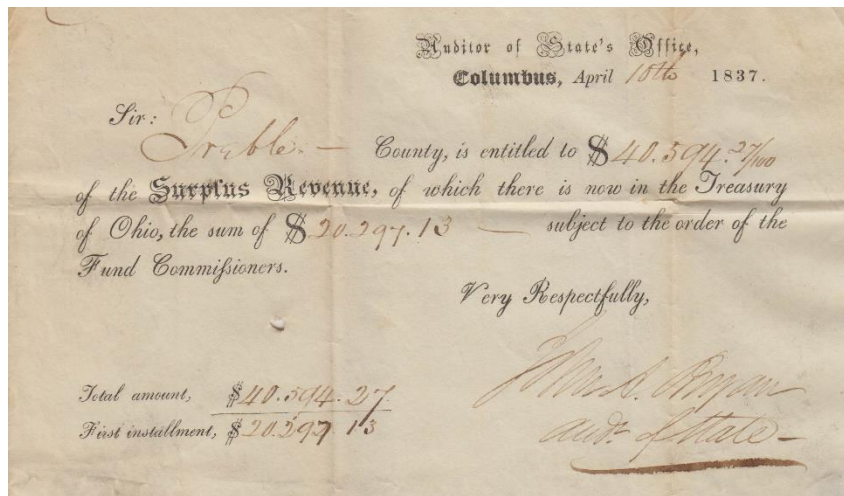 Auditor of State's Office,
Columbus, April 10th 1837.
Sir:
Preble — County, is entitled to $40.594.27/100
of the Surplus Revenue, of which there is now in the Treasury
of Ohio, the sum of $20.297.13 — subject to the order of the
Fund Commiſsioners.
Very Respectfully,
John A. Bryan
Audr. of State —
Total amount, $40.594.27
First installment, $20.297.13